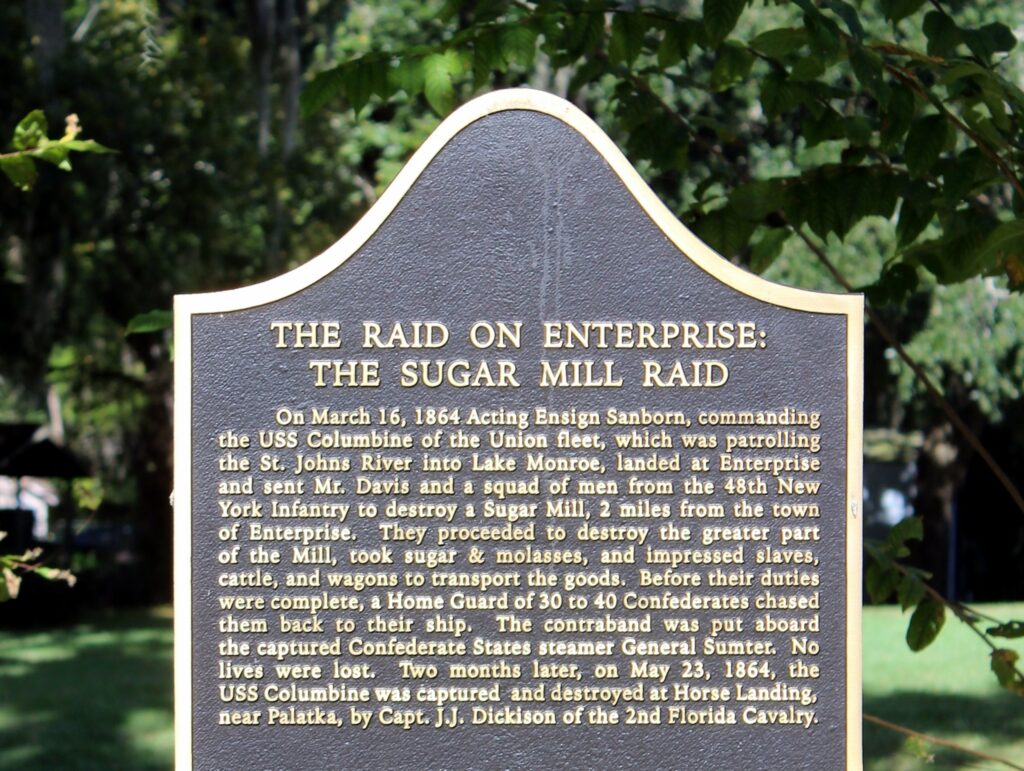 THE RAID ON ENTERPRISE:
THE SUGAR MILL RAID
On March 16, 1864 Acting Ensign Sanborn, commanding
the USS Columbine of the Union fleet, which was patrolling
the St. Johns River into Lake Monroe, landed at Enterprise
and sent Mr. Davis and a squad of men from the 48th New
York Infantry to destroy a Sugar Mill, 2 miles from the town
of Enterprise. They proceeded to destroy the greater part
of the Mill, took sugar & molasses, and impressed slaves,
cattle, and wagons to transport the goods. Before their duties
were complete, a Home Guard of 30 to 40 Confederates chased
them back to their ship. The contraband was put aboard
the captured Confederate States steamer General Sumter. No
lives were lost. Two months later, on May 23, 1864, the
USS Columbine was captured and destroyed at Horse Landing,
near Palatka, by Capt. J.J. Dickison of the 2nd Florida Cavalry.